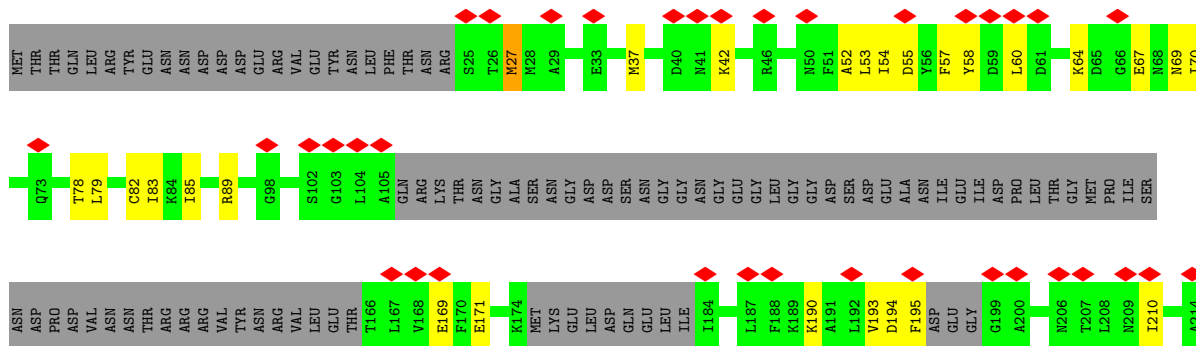 MET THR THR GLN LEU ARG TYR GLU ASN ASN ASP ASP ASP GLU ARG VAL GLU TYR ASN LEU PHE THR ASN ARG S25 T26 M27 M28 A29 E33 M37 D40 N41 K42 R46 N50 F51 A52 L53 I54 D55 Y56 F57 Y58 D59 L60 D61 K64 D65 G66 E67 N68 N69 I70
Q73 T78 L79 C82 I83 K84 I85 R89 G98 S102 G103 L104 A105 GLN ARG LYS THR ASN GLY ALA SER ASN GLY ASP ASP SER ASN GLY GLY ASN GLY GLU GLY LEU GLY GLY ASP SER ASP GLU ALA ASN ILE GLU ILE ASP PRO LEU THR GLY MET PRO ILE SER
ASN ASP PRO ASP VAL ASN ASN THR ARG ARG ARG VAL TYR ASN ARG VAL LEU GLU THR T166 L167 V168 E169 F170 E171 K174 MET LYS GLU LEU ASP GLN GLU LEU ILE I184 L187 F188 K189 K190 A191 L192 V193 D194 F195 ASP GLU GLY G199 A200 N206 T207 L208 N209 I210 A214